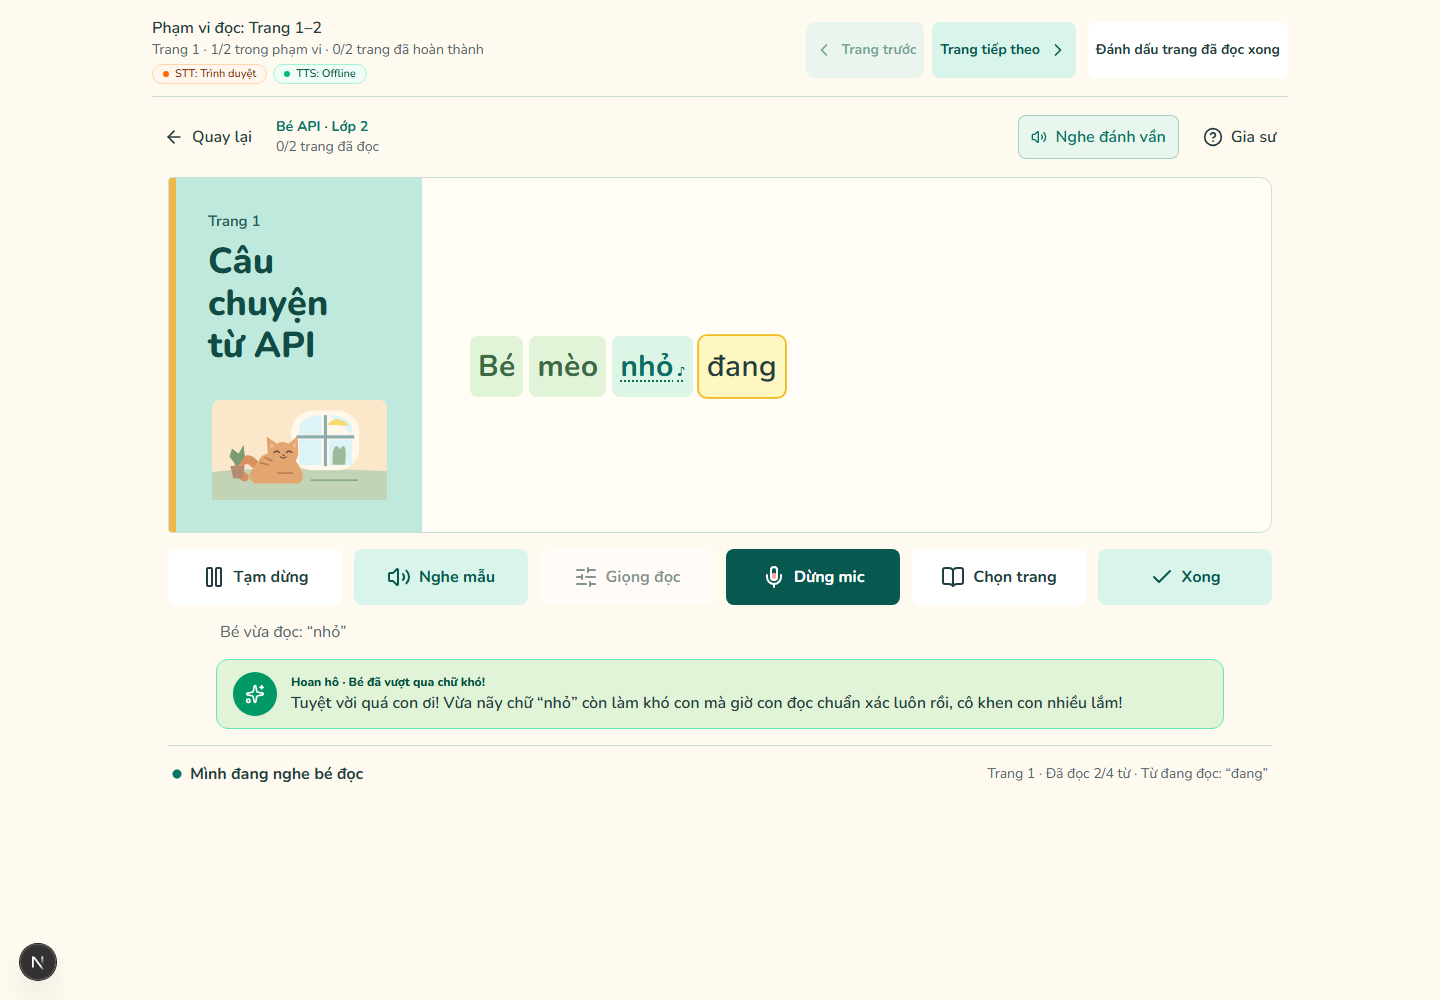 Phạm vi đọc: Trang 1–2
Trang 1 · 1/2 trong phạm vi · 0/2 trang đã hoàn thành
STT: Trình duyệt
TTS: Offline
Trang trước
Trang tiếp theo
Đánh dấu trang đã đọc xong
Quay lại
Bé API · Lớp 2
0/2 trang đã đọc
Nghe đánh vần
Gia sư
Trang 1
Câu
chuyện
từ API
Bé mèo nhỏ♪ đang
Tạm dừng
Nghe mẫu
Giọng đọc
Dừng mic
Chọn trang
Xong
Bé vừa đọc: “nhỏ”
Hoan hô · Bé đã vượt qua chữ khó!
Tuyệt vời quá con ơi! Vừa nãy chữ “nhỏ” còn làm khó con mà giờ con đọc chuẩn xác luôn rồi, cô khen con nhiều lắm!
Mình đang nghe bé đọc
Trang 1 · Đã đọc 2/4 từ · Từ đang đọc: “đang”
N